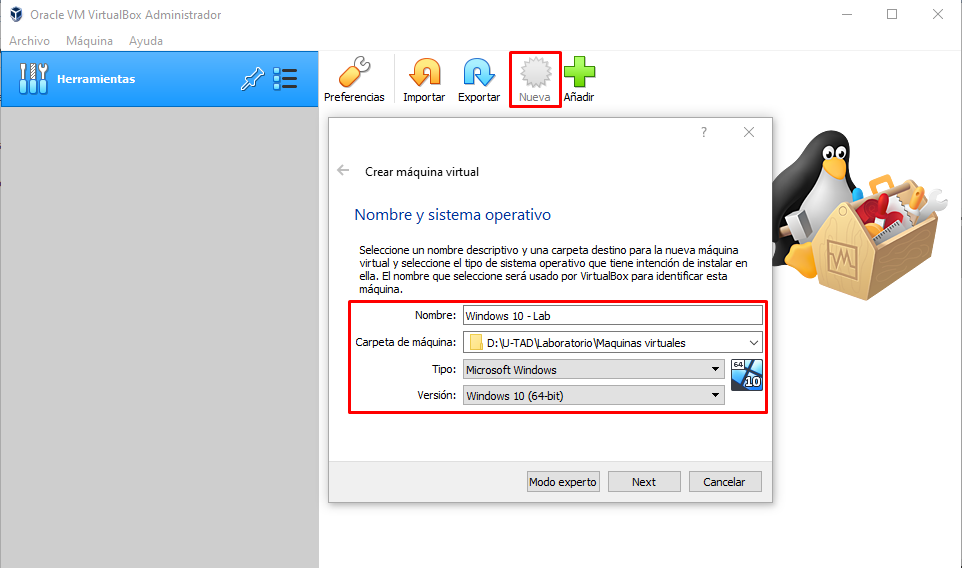 Oracle VM VirtualBox Administrador
Archivo Máquina Ayuda
Herramientas
Preferencias Importar Exportar Nueva Añadir
?
Crear máquina virtual
Nombre y sistema operativo
Seleccione un nombre descriptivo y una carpeta destino para la nueva máquina
virtual y seleccione el tipo de sistema operativo que tiene intención de instalar en
ella. El nombre que seleccione será usado por VirtualBox para identificar esta
máquina.
Nombre: Windows 10 - Lab
Carpeta de máquina: D:\U-TAD\Laboratorio\Maquinas virtuales
Tipo: Microsoft Windows
64
10
Versión: Windows 10 (64-bit)
Modo experto Next Cancelar